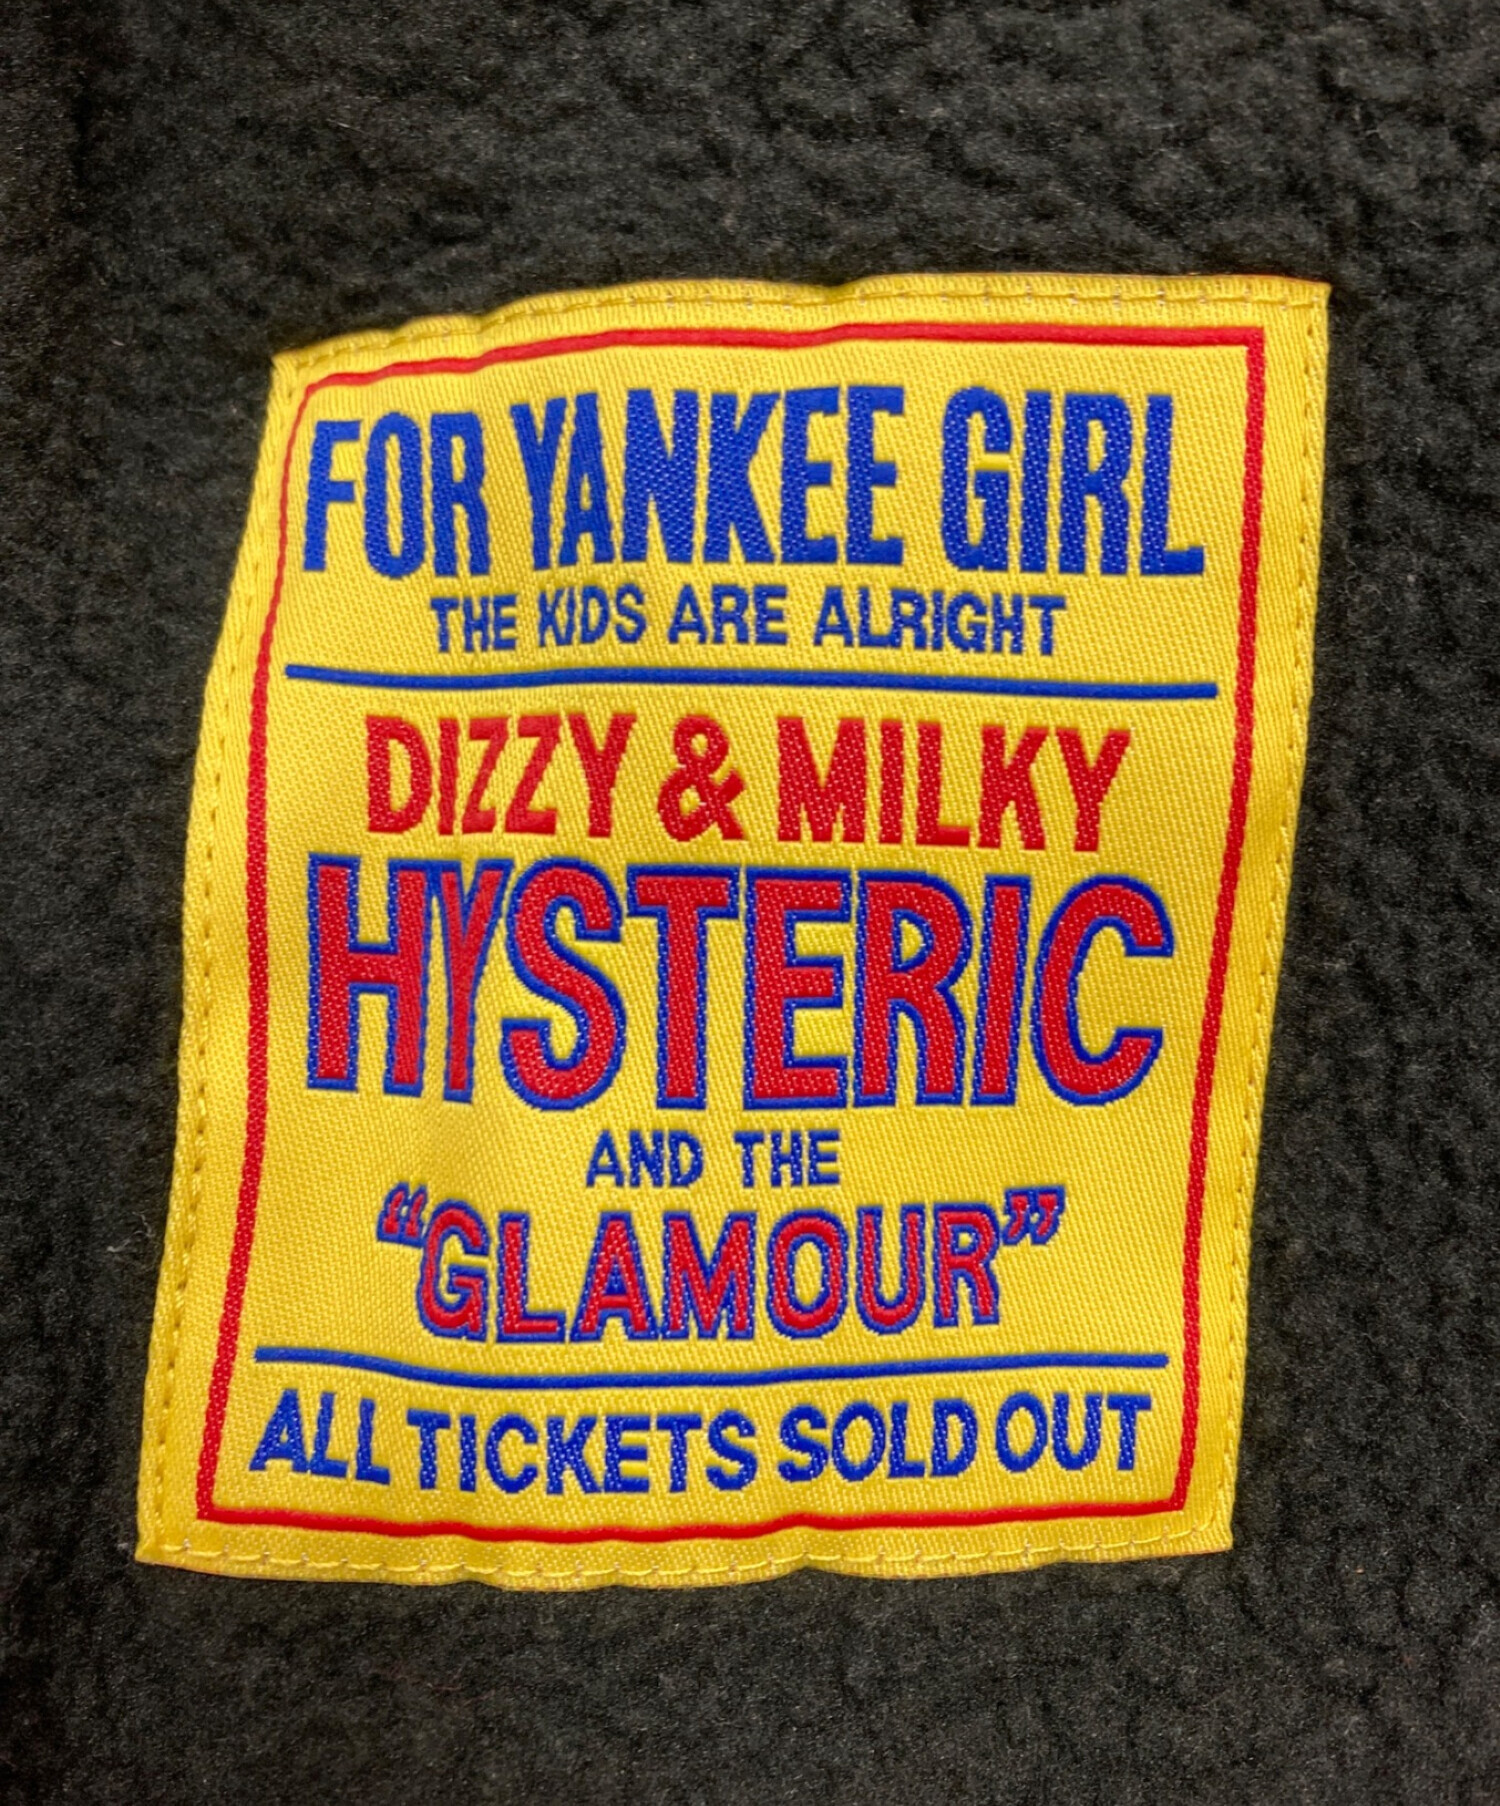 FOR YANKEE GIRL
THE KIDS ARE ALRIGHT
DIZZY & MILKY
HYSTERIC
AND THE
“GLAMOUR”
ALL TICKETS SOLD OUT